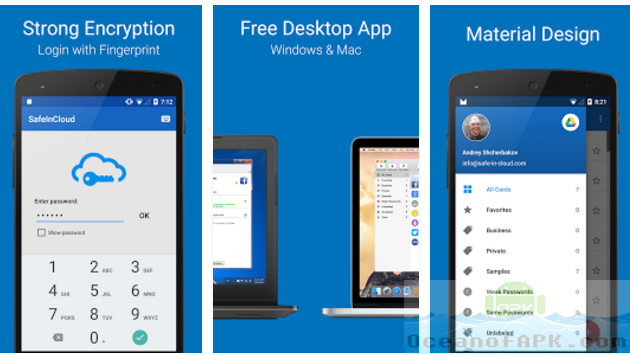 Strong Encryption
Login with Fingerprint
7:12
SafeInCloud
Enter password:
OK
Show password
1
2 ABC
3 DEF
4 GHI
5 JKL
6 MNO
7 PQRS
8 TUV
9 WXYZ
0 .
Free Desktop App
Windows & Mac
Material Design
8:21
Andrey Shcherbakov
info@safe-in-cloud.com
All Cards 7
Favorites 0
Business 0
Private 0
Samples 7
Weak Passwords 0
Same Passwords 0
Unlabeled 0
APK
OceanofAPK.com